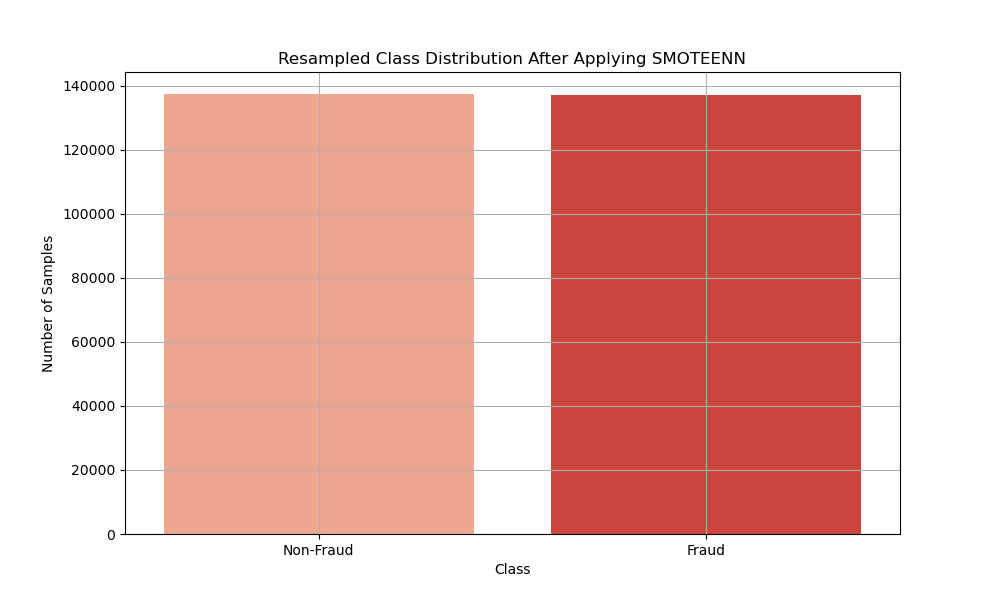 Resampled Class Distribution After Applying SMOTEENN
Number of Samples
140000
120000
100000
80000
60000
40000
20000
0
Non-Fraud
Fraud
Class